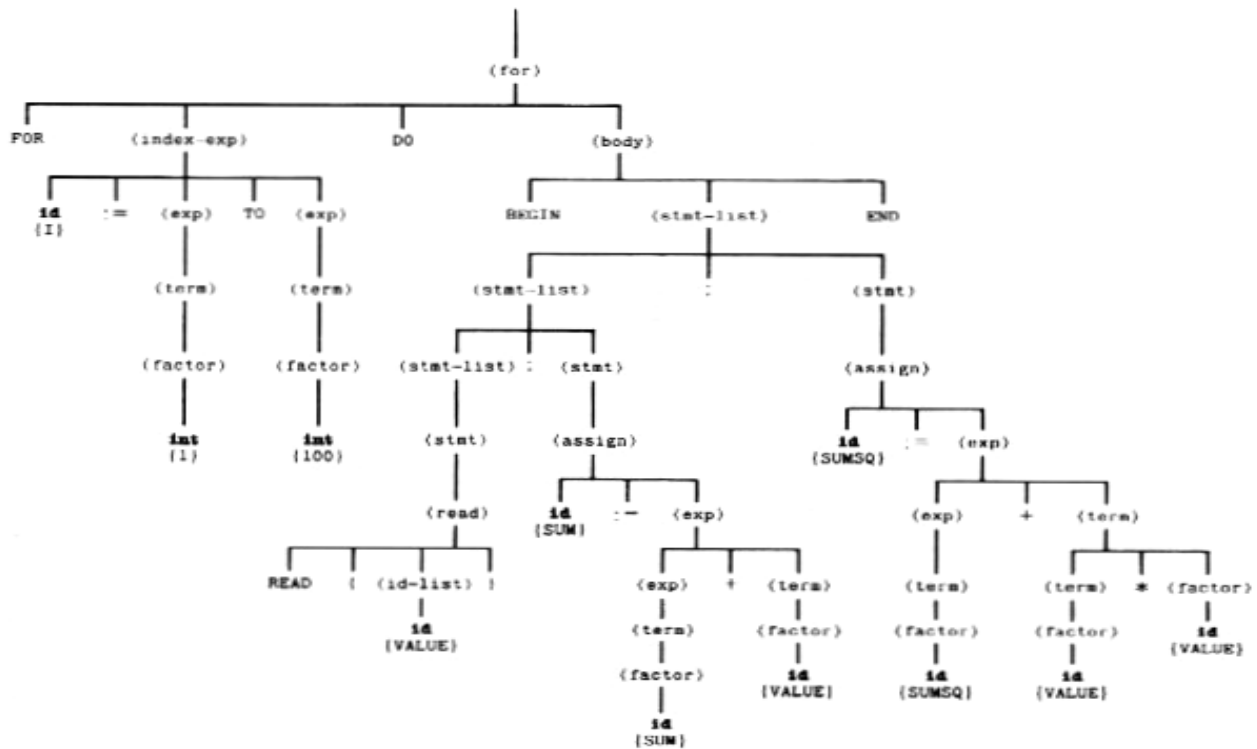 ⟨for⟩
FOR ⟨index-exp⟩ DO ⟨body⟩
id := ⟨exp⟩ TO ⟨exp⟩ BEGIN ⟨stmt-list⟩ END
{I}
⟨term⟩ ⟨term⟩ ⟨stmt-list⟩ ; ⟨stmt⟩
⟨factor⟩ ⟨factor⟩ ⟨stmt-list⟩ ; ⟨stmt⟩ ⟨assign⟩
int int ⟨stmt⟩ ⟨assign⟩ id := ⟨exp⟩
{1} {100} {SUMSQ}
⟨read⟩ id := ⟨exp⟩ ⟨exp⟩ + ⟨term⟩
{SUM}
READ ( ⟨id-list⟩ ) ⟨exp⟩ + ⟨term⟩ ⟨term⟩ ⟨term⟩ * ⟨factor⟩
id ⟨term⟩ ⟨factor⟩ ⟨factor⟩ ⟨factor⟩ id
{VALUE} {VALUE}
⟨factor⟩ id id id
{VALUE} {SUMSQ} {VALUE}
id
{SUM}